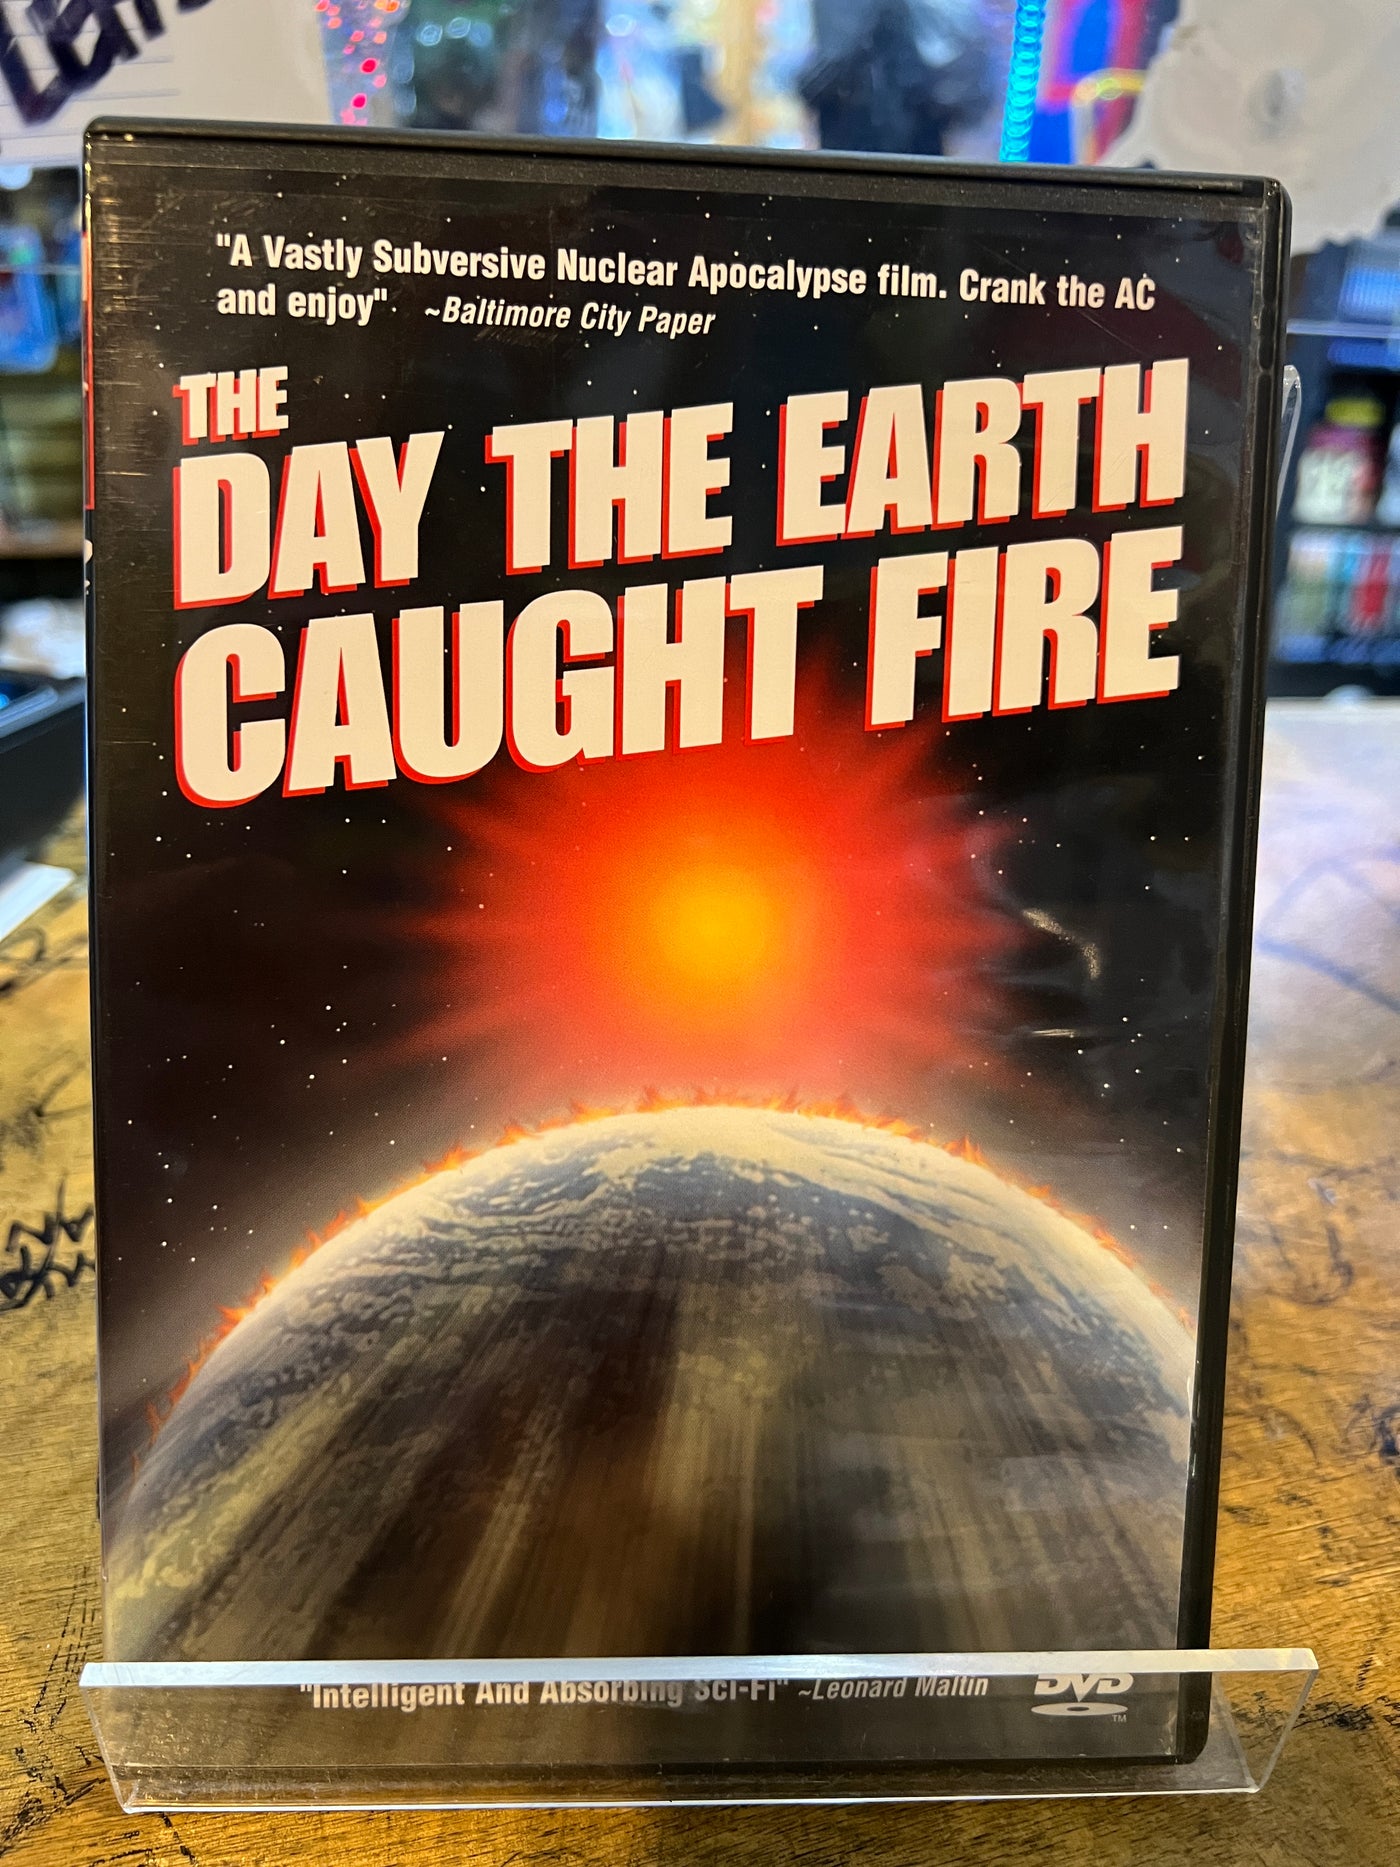 "A Vastly Subversive Nuclear Apocalypse film. Crank the AC
and enjoy" ~Baltimore City Paper
THE
DAY THE EARTH
CAUGHT FIRE
"Intelligent And Absorbing Sci-Fi" ~Leonard Maltin
DVD
TM